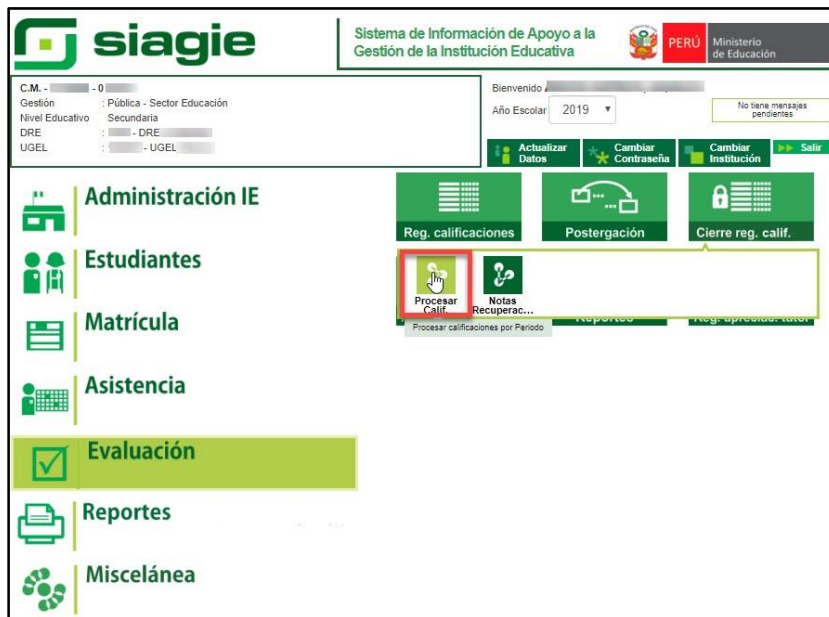 siagie
Sistema de Información de Apoyo a la
Gestión de la Institución Educativa
PERÚ
Ministerio
de Educación
C.M. - - 0
Gestión : Pública - Sector Educación
Nivel Educativo Secundaria
DRE : - DRE
UGEL : - UGEL
Bienvenido
Año Escolar 2019
No tiene mensajes
pendientes
Actualizar
Datos
Cambiar
Contraseña
Cambiar
Institución
Salir
Administración IE
Estudiantes
Matrícula
Asistencia
Evaluación
Reportes
Miscelánea
Reg. calificaciones
Postergación
Cierre reg. calif.
Procesar
Calif.
Notas
Recuperac...
Procesar calificaciones por Periodo
Reportes
Reg. apreciac. tutor